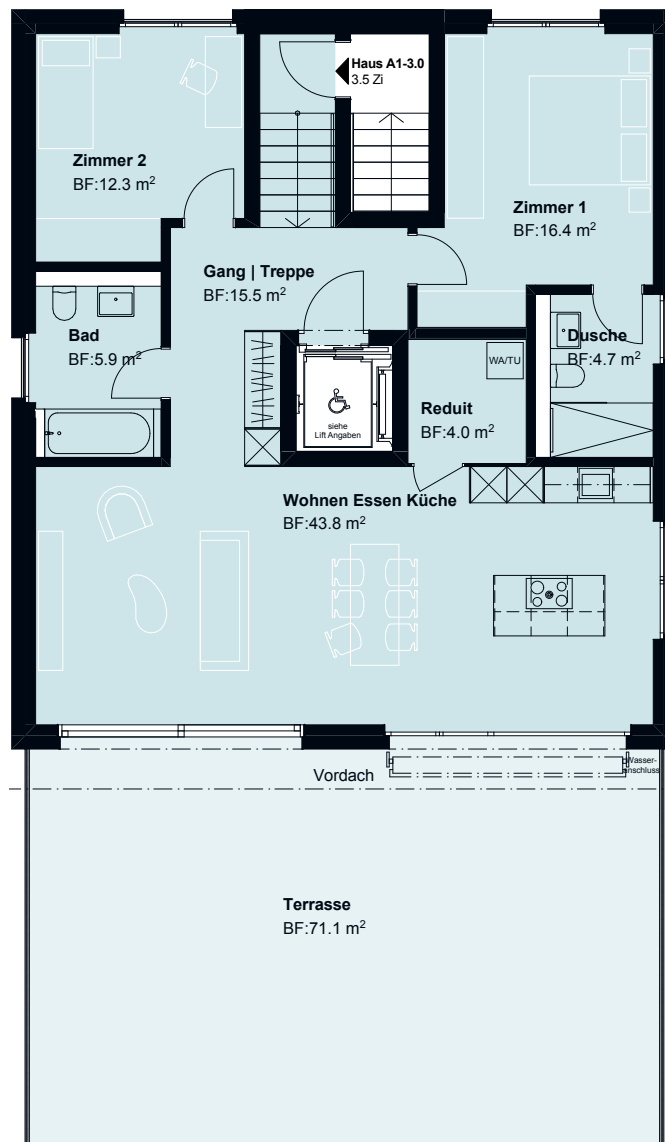 Haus A1-3.0
3.5 Zi
Zimmer 2
BF:12.3 m²
Zimmer 1
BF:16.4 m²
Gang | Treppe
BF:15.5 m²
Bad
BF:5.9 m²
Dusche
BF:4.7 m²
WA/TU
Reduit
BF:4.0 m²
siehe
Lift Angaben
Wohnen Essen Küche
BF:43.8 m²
Vordach
Wasser-
anschluss
Terrasse
BF:71.1 m²